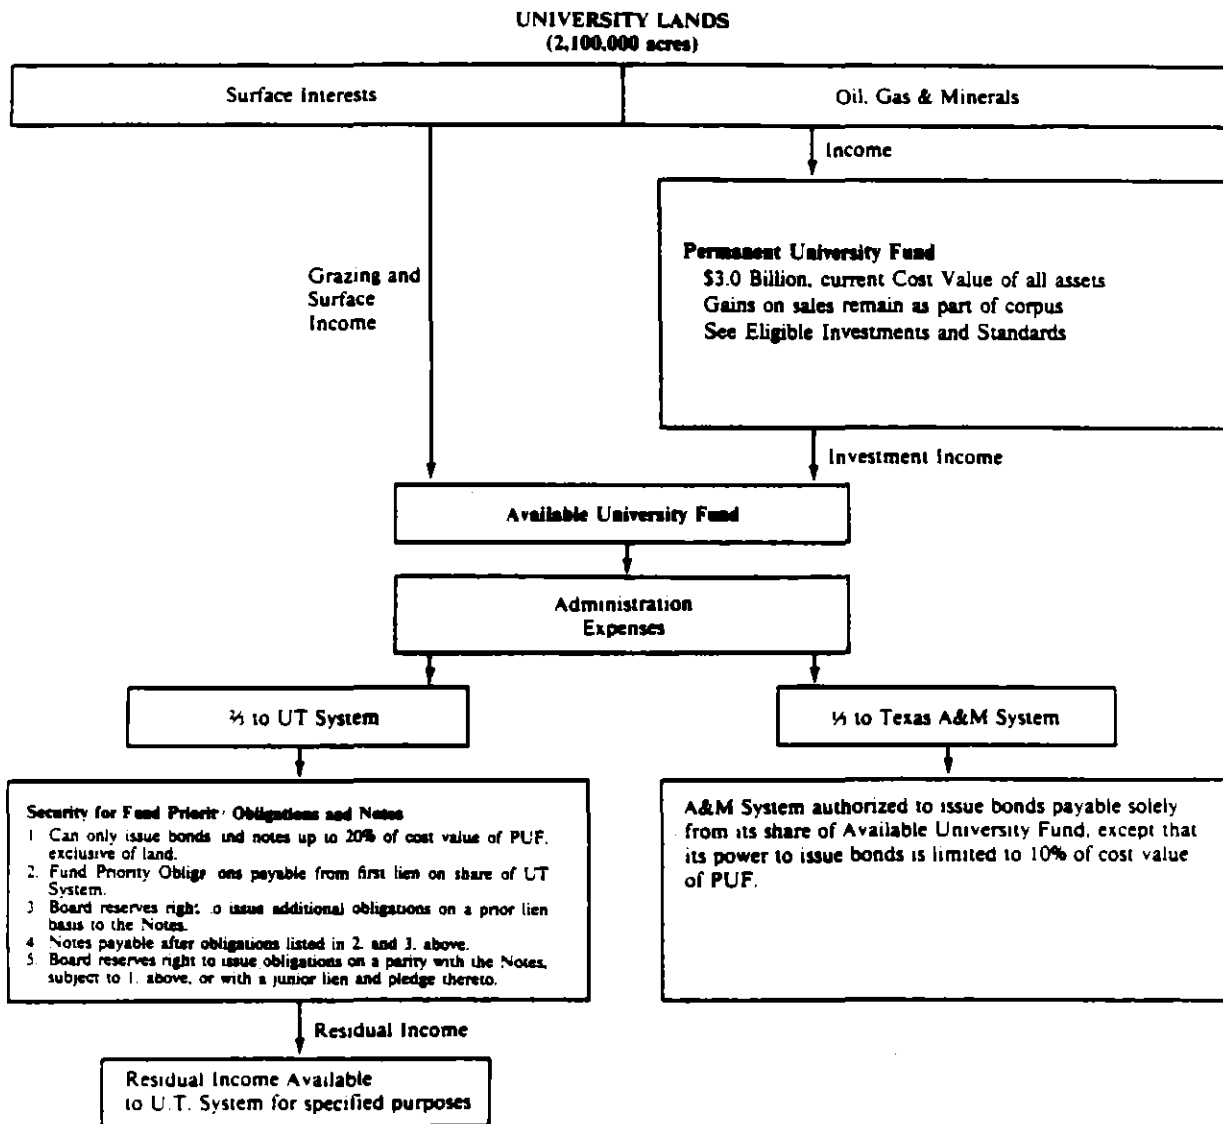 UNIVERSITY LANDS
(2,100,000 acres)
Surface Interests
Oil, Gas & Minerals
Income
Grazing and
Surface
Income
Permanent University Fund
$3.0 Billion, current Cost Value of all assets
Gains on sales remain as part of corpus
See Eligible Investments and Standards
Investment Income
Available University Fund
Administration
Expenses
⅔ to UT System
⅓ to Texas A&M System
Security for Fund Priorit Obligations and Notes
1 Can only issue bonds and notes up to 20% of cost value of PUF,
exclusive of land.
2. Fund Priority Oblig ons payable from first lien on share of UT
System.
3 Board reserves right o issue additional obligations on a prior lien
basis to the Notes.
4 Notes payable after obligations listed in 2. and 3. above.
5. Board reserves right to issue obligations on a parity with the Notes,
subject to 1. above, or with a junior lien and pledge thereto.
A&M System authorized to issue bonds payable solely
from its share of Available University Fund, except that
its power to issue bonds is limited to 10% of cost value
of PUF.
Residual Income
Residual Income Available
to U.T. System for specified purposes